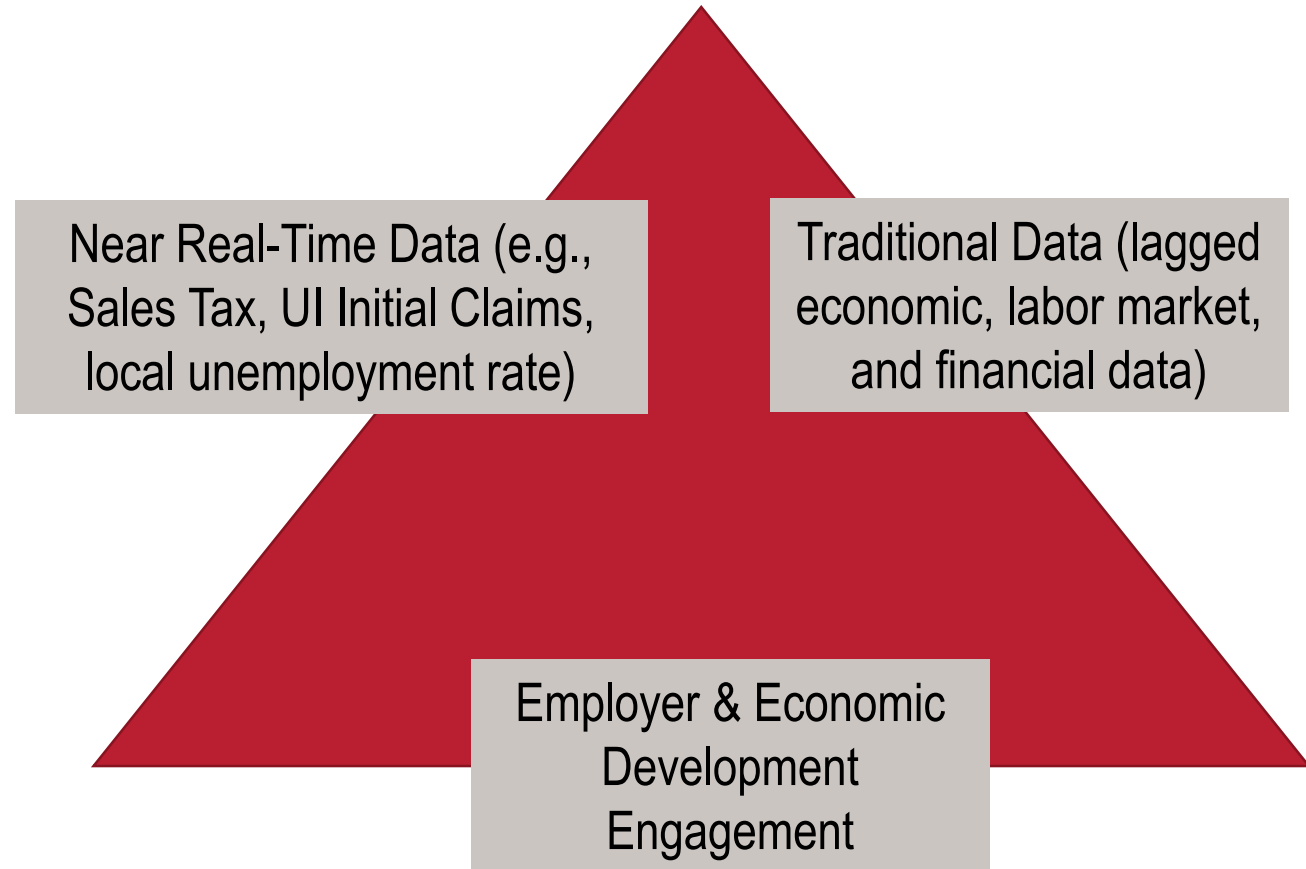 Near Real-Time Data (e.g.,
Sales Tax, UI Initial Claims,
local unemployment rate)
Traditional Data (lagged
economic, labor market,
and financial data)
Employer & Economic
Development
Engagement